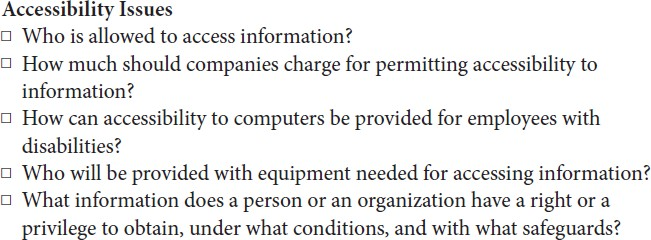 Accessibility Issues
□ Who is allowed to access information?
□ How much should companies charge for permitting accessibility to
information?
□ How can accessibility to computers be provided for employees with
disabilities?
□ Who will be provided with equipment needed for accessing information?
□ What information does a person or an organization have a right or a
privilege to obtain, under what conditions, and with what safeguards?